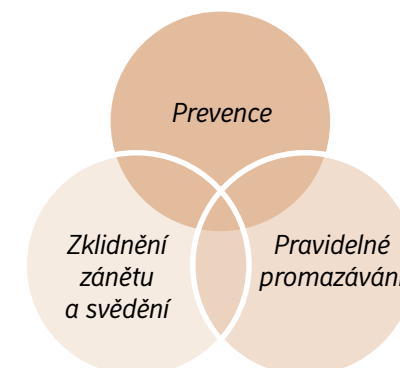 Prevence
Zklidnění
zánětu
a svědění
Pravidelné
promazáván